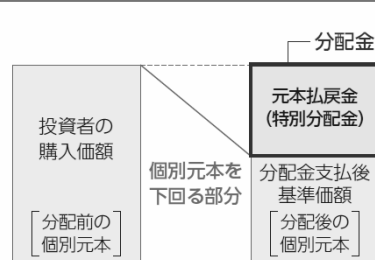 分配金
元本払戻金
(特別分配金)
投資者の
購入価額
個別元本を
下回る部分
分配金支払後
基準価額
分配前の
個別元本
分配後の
個別元本